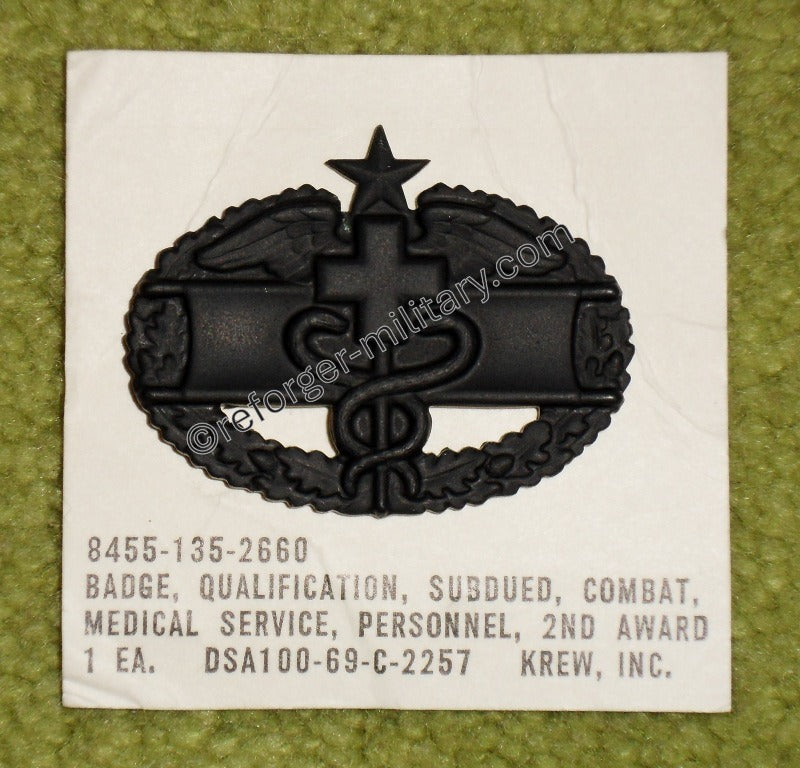 ©reforger-military.com
8455-135-2660
BADGE, QUALIFICATION, SUBDUED, COMBAT,
MEDICAL SERVICE, PERSONNEL, 2ND AWARD
1 EA. DSA100-69-C-2257 KREW, INC.